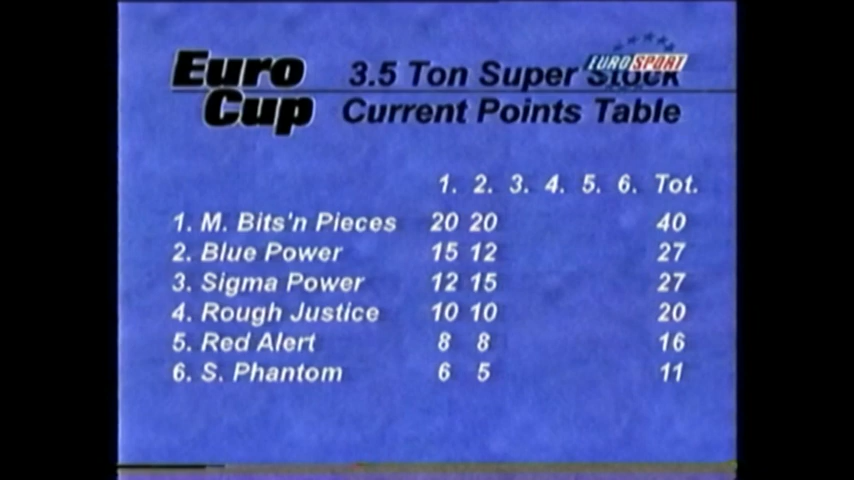 Euro Cup
EUROSPORT
3.5 Ton Super Stock
Current Points Table
1. 2. 3. 4. 5. 6. Tot.
1. M. Bits'n Pieces 20 20 40
2. Blue Power 15 12 27
3. Sigma Power 12 15 27
4. Rough Justice 10 10 20
5. Red Alert 8 8 16
6. S. Phantom 6 5 11